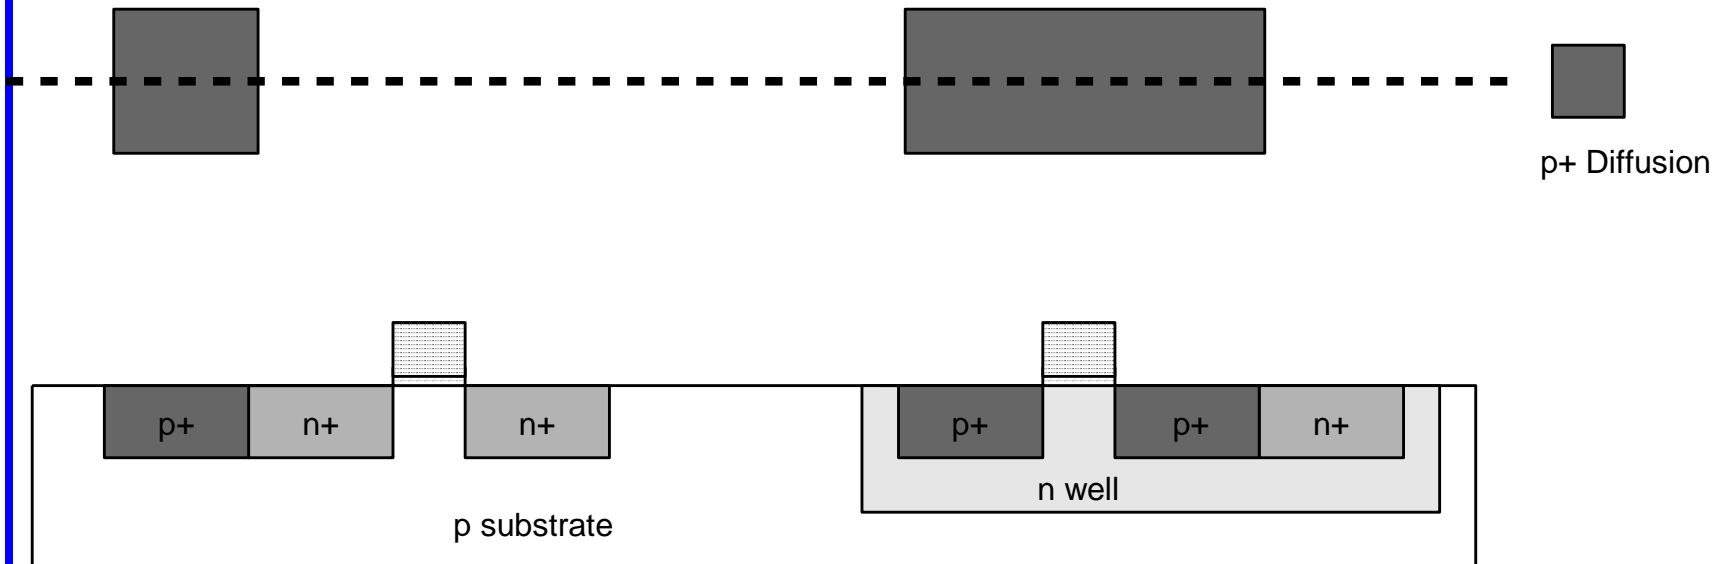 p+ Diffusion
p+ n+ n+ p+ p+ n+
n well
p substrate